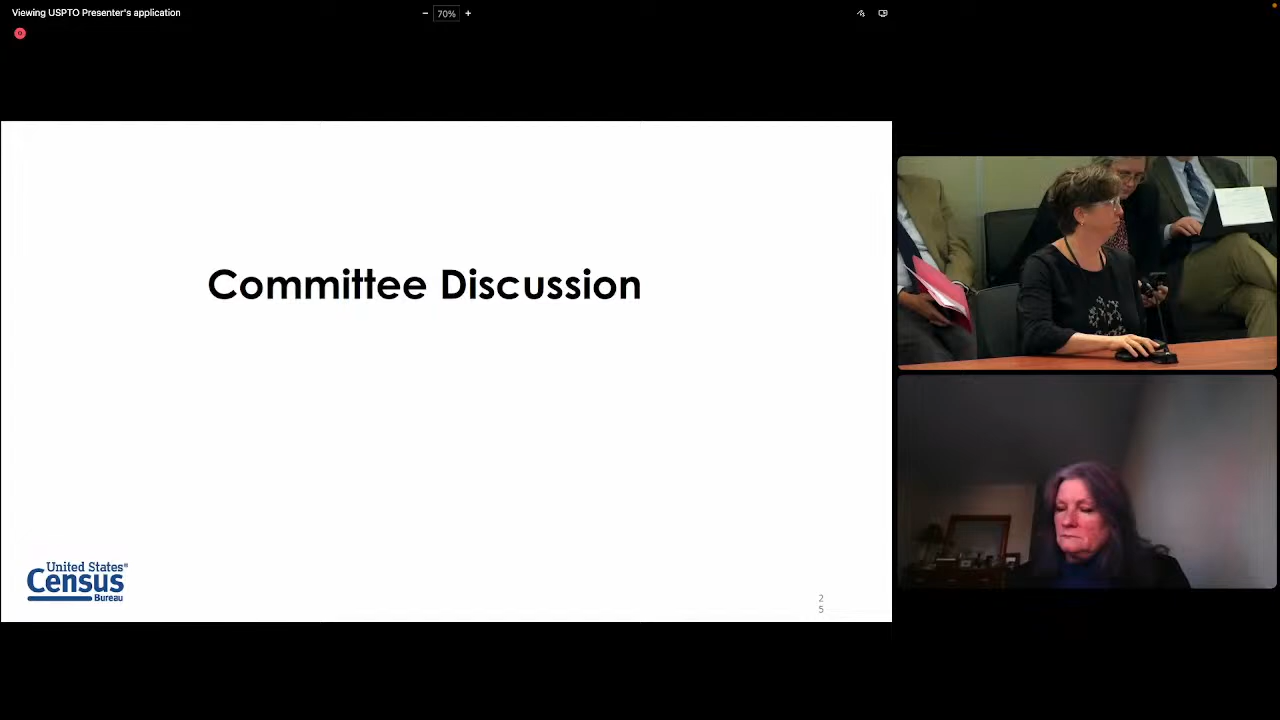 Viewing USPTO Presenter's application
− 70% +
Committee Discussion
United States®
Census
Bureau
2
5